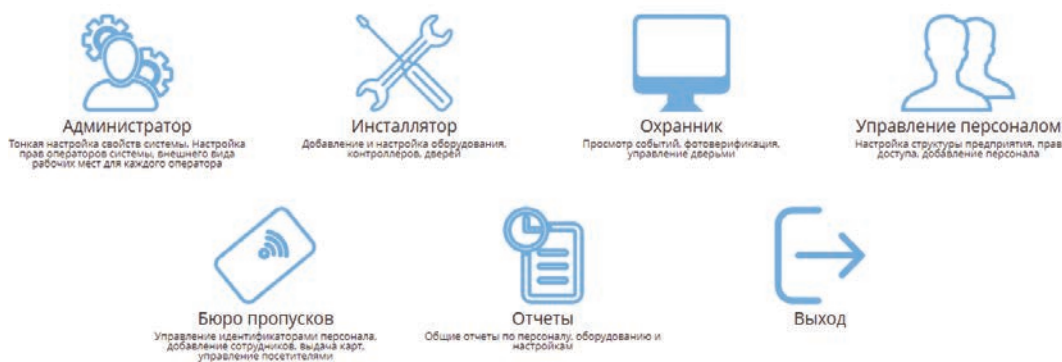 Администратор
Тонкая настройка свойств системы. Настройка
прав операторов системы, внешнего вида
рабочих мест для каждого оператора
Инсталлятор
Добавление и настройка оборудования,
контроллеров, дверей
Охранник
Просмотр событий, фотоверификация,
управление дверьми
Управление персоналом
Настройка структуры предприятия, прав
доступа, добавление персонала
Бюро пропусков
Управление идентификаторами персонала,
добавление сотрудников, выдача карт,
управление посетителями
Отчеты
Общие отчеты по персоналу, оборудованию и
настройкам
Выход